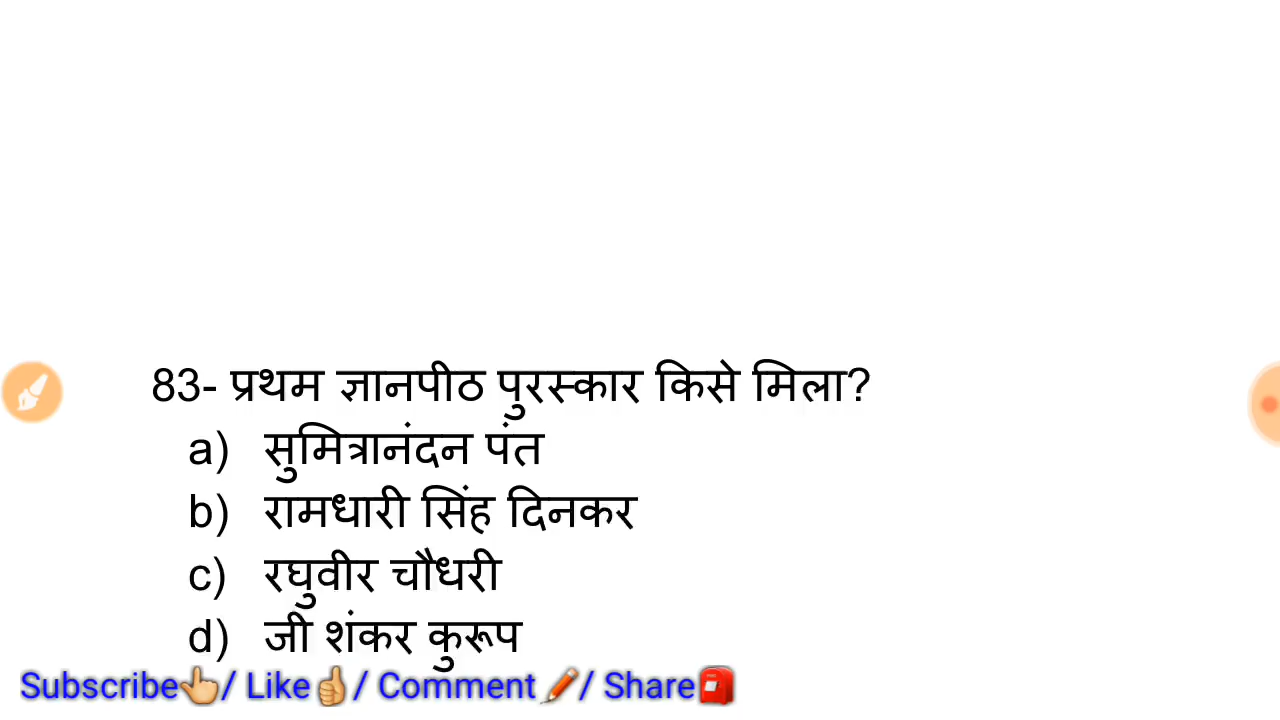 83- प्रथम ज्ञानपीठ पुरस्कार किसे मिला?
a) सुमित्रानंदन पंत
b) रामधारी सिंह दिनकर
c) रघुवीर चौधरी
d) जी शंकर कुरूप
Subscribe👆/ Like👍/ Comment✏️/ Share📮